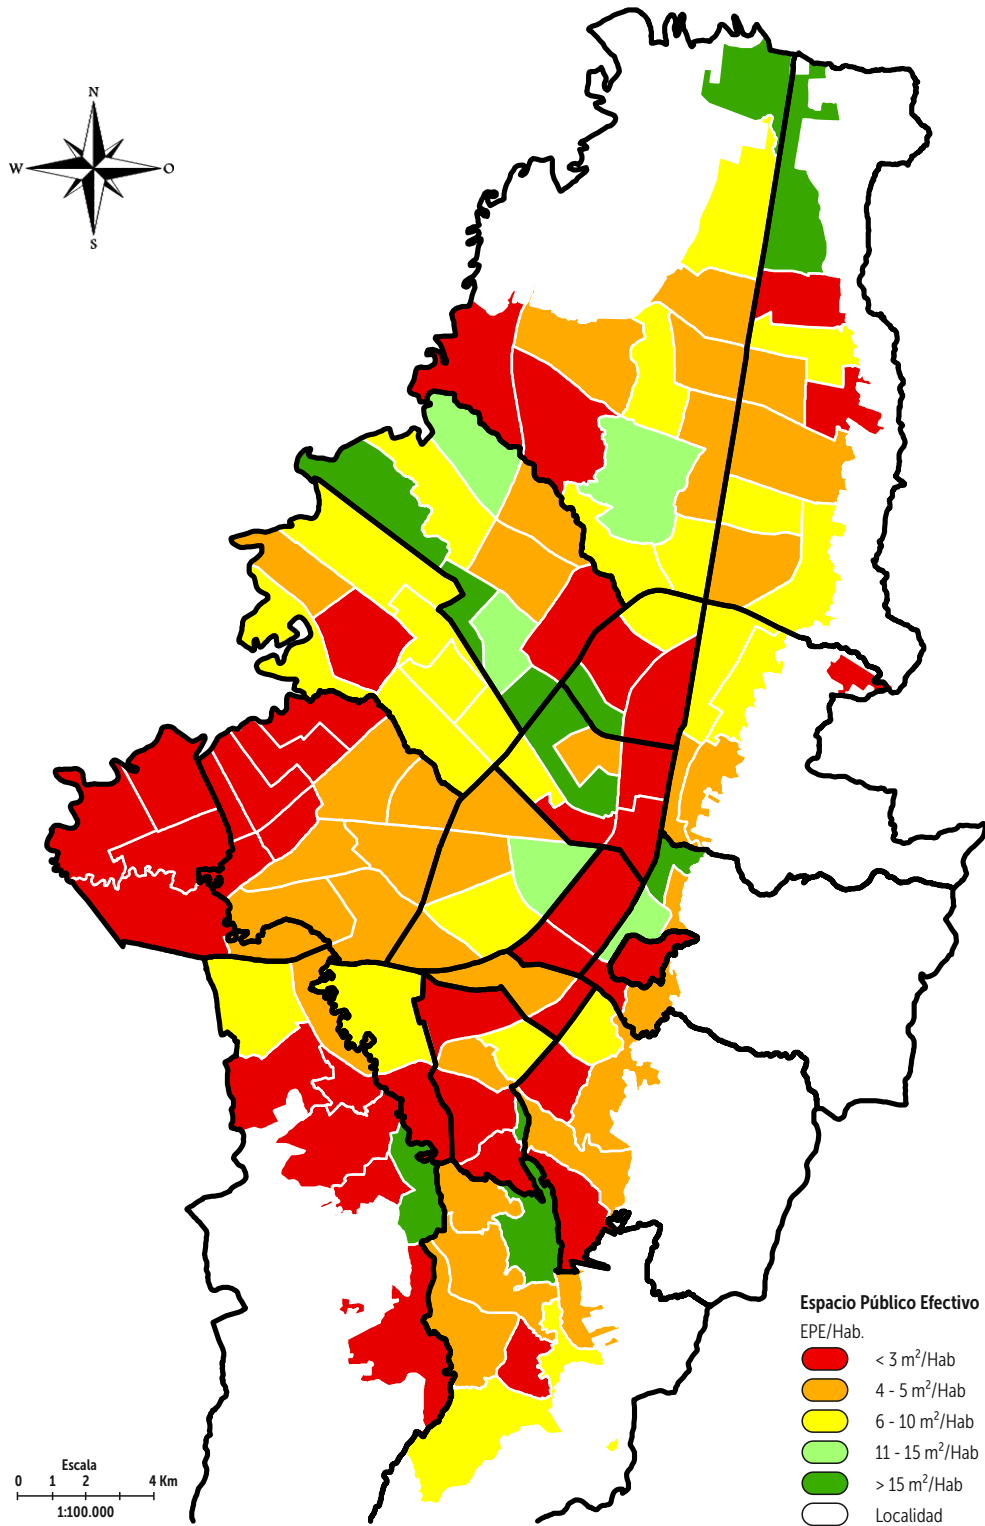 N
W
O
S
Espacio Público Efectivo
EPE/Hab.
< 3 m²/Hab
4 - 5 m²/Hab
6 - 10 m²/Hab
11 - 15 m²/Hab
> 15 m²/Hab
Localidad
Escala
0 1 2 4 Km
1:100.000